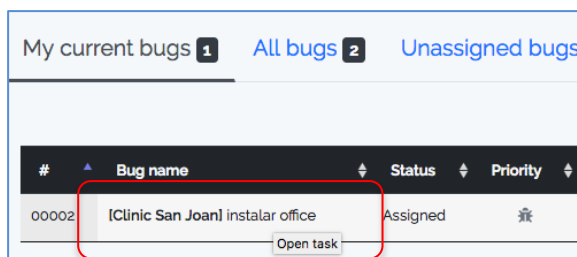 My current bugs 1 All bugs 2 Unassigned bugs
# Bug name Status Priority
00002 [Clinic San Joan] instalar office Assigned
Open task